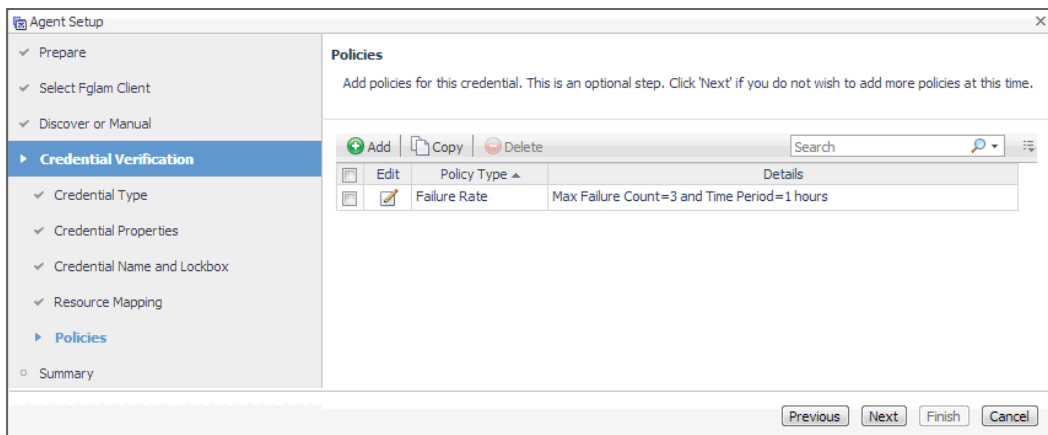 Agent Setup
Prepare
Select Fglam Client
Discover or Manual
Credential Verification
Credential Type
Credential Properties
Credential Name and Lockbox
Resource Mapping
Policies
Summary
Policies
Add policies for this credential. This is an optional step. Click 'Next' if you do not wish to add more policies at this time.
Add Copy Delete Search
Edit Policy Type Details
Failure Rate Max Failure Count=3 and Time Period=1 hours
Previous Next Finish Cancel